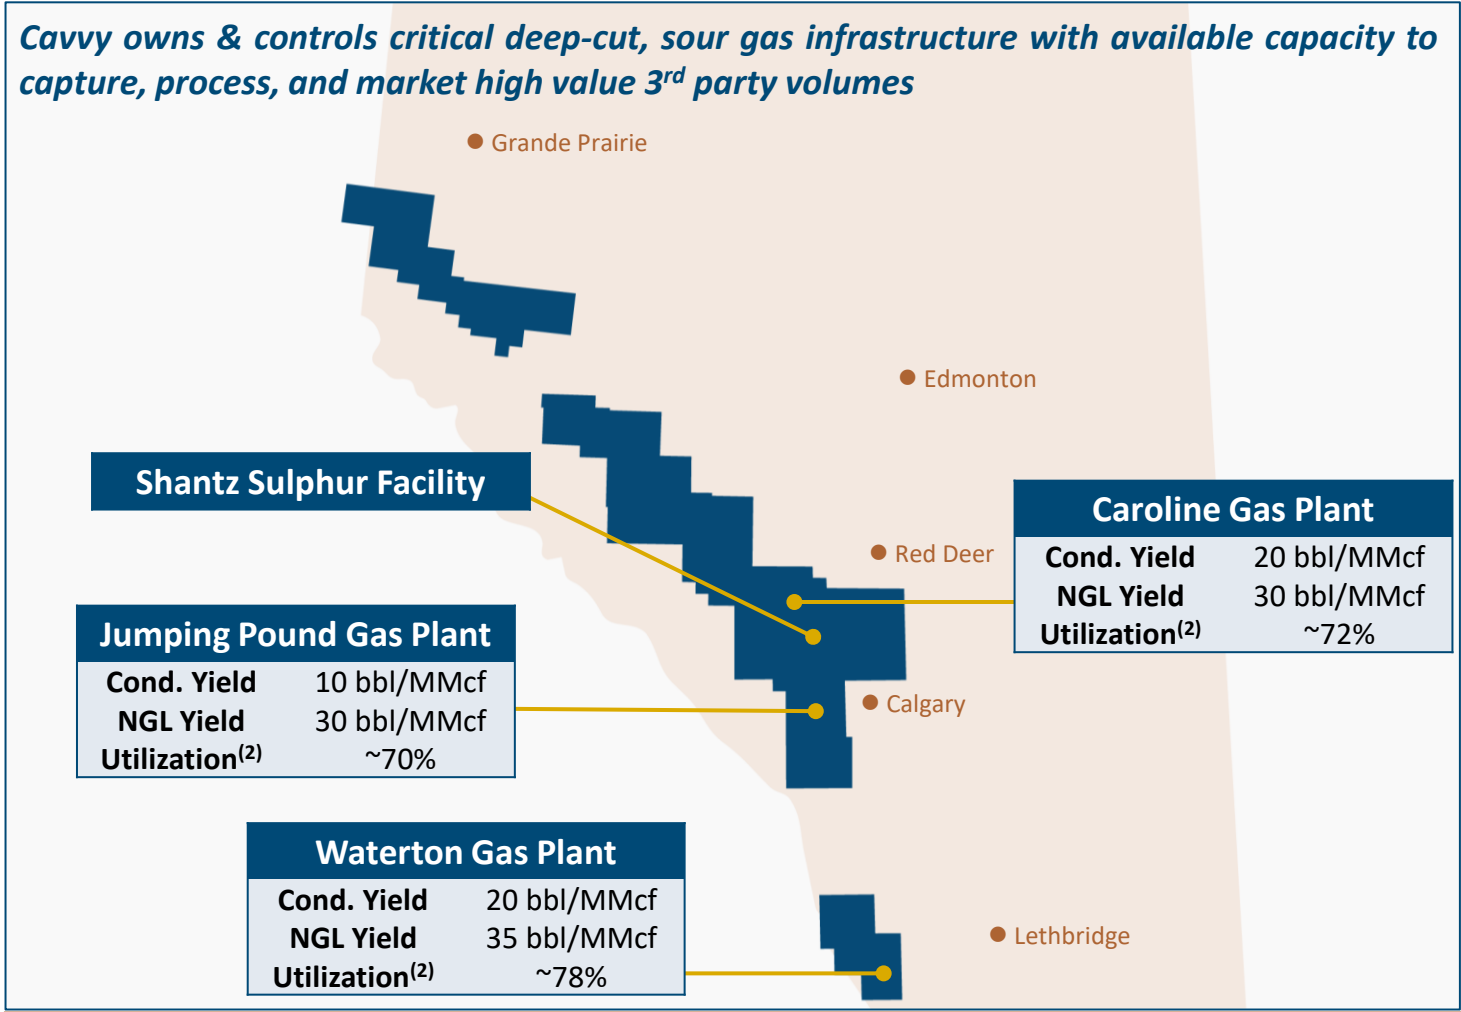 Cavvy owns & controls critical deep-cut, sour gas infrastructure with available capacity to
capture, process, and market high value 3rd party volumes
Grande Prairie
Edmonton
Shantz Sulphur Facility
Caroline Gas Plant
Cond. Yield 20 bbl/MMcf
NGL Yield 30 bbl/MMcf
Utilization(2) ~72%
Red Deer
Jumping Pound Gas Plant
Cond. Yield 10 bbl/MMcf
NGL Yield 30 bbl/MMcf
Utilization(2) ~70%
Calgary
Waterton Gas Plant
Cond. Yield 20 bbl/MMcf
NGL Yield 35 bbl/MMcf
Utilization(2) ~78%
Lethbridge